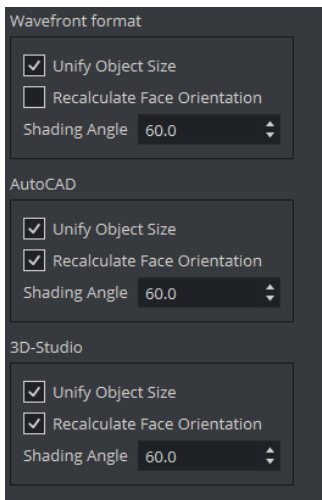 Wavefront format
Unify Object Size
Recalculate Face Orientation
Shading Angle 60.0
AutoCAD
Unify Object Size
Recalculate Face Orientation
Shading Angle 60.0
3D-Studio
Unify Object Size
Recalculate Face Orientation
Shading Angle 60.0